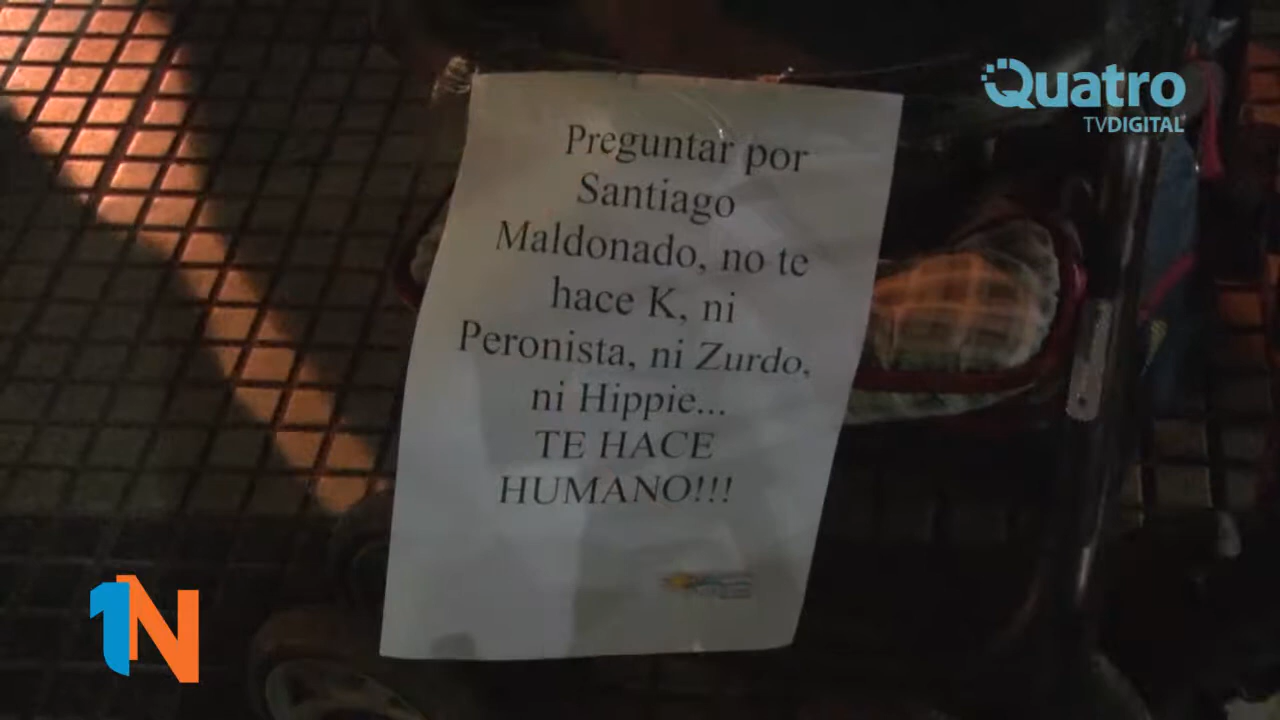 Quatro
TVDIGITAL
Preguntar por
Santiago
Maldonado, no te
hace K, ni
Peronista, ni Zurdo,
ni Hippie...
TE HACE
HUMANO!!!
1N